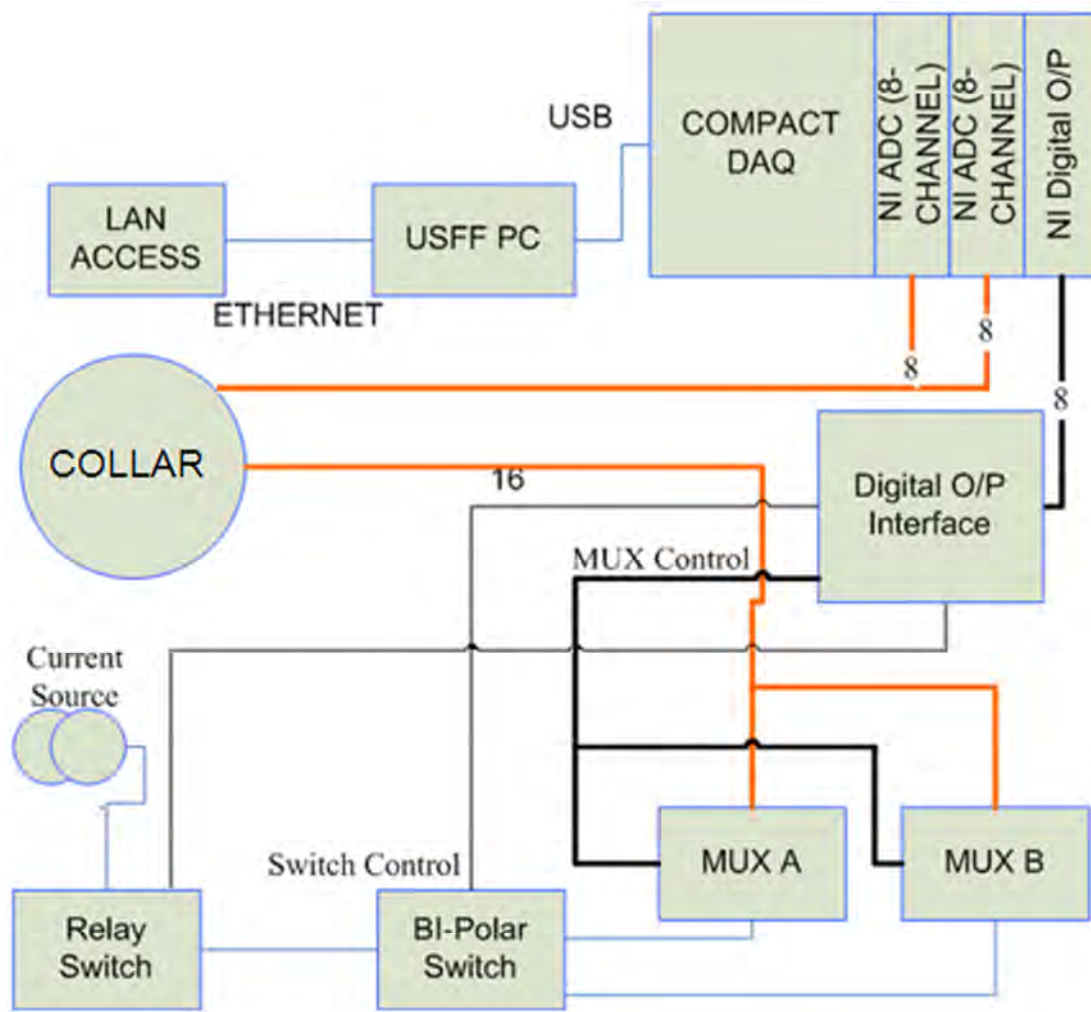 USB
COMPACT
DAQ
NI ADC (8-
CHANNEL)
NI ADC (8-
CHANNEL)
NI Digital O/P
LAN
ACCESS
USFF PC
ETHERNET
8
8
8
COLLAR
16
Digital O/P
Interface
MUX Control
Current
Source
Switch Control
MUX A
MUX B
Relay
Switch
BI-Polar
Switch